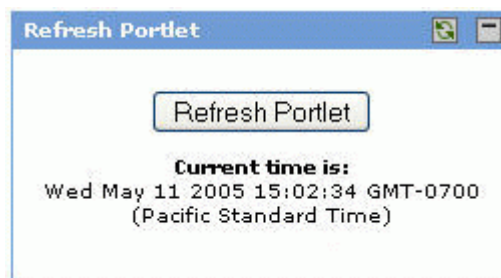 Refresh Portlet
Refresh Portlet
Current time is:
Wed May 11 2005 15:02:34 GMT-0700
(Pacific Standard Time)